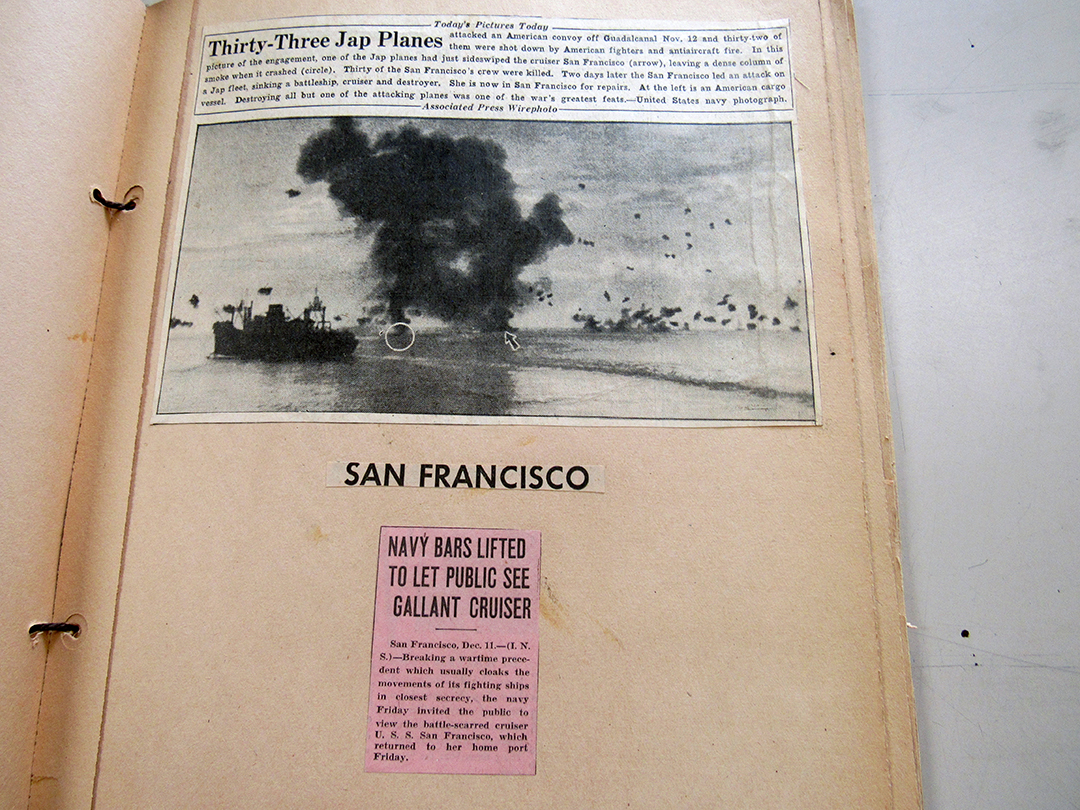 Today's Pictures Today
Thirty-Three Jap Planes attacked an American convoy off Guadalcanal Nov. 12 and thirty-two of
them were shot down by American fighters and antiaircraft fire. In this
picture of the engagement, one of the Jap planes had just sideswiped the cruiser San Francisco (arrow), leaving a dense column of
smoke when it crashed (circle). Thirty of the San Francisco's crew were killed. Two days later the San Francisco led an attack on
a Jap fleet, sinking a battleship, cruiser and destroyer. She is now in San Francisco for repairs. At the left is an American cargo
vessel. Destroying all but one of the attacking planes was one of the war's greatest feats.—United States navy photograph.
Associated Press Wirephoto
SAN FRANCISCO
NAVY BARS LIFTED
TO LET PUBLIC SEE
GALLANT CRUISER
San Francisco, Dec. 11.—(I. N.
S.)—Breaking a wartime prece-
dent which usually cloaks the
movements of its fighting ships
in closest secrecy, the navy
Friday invited the public to
view the battle-scarred cruiser
U. S. S. San Francisco, which
returned to her home port
Friday.